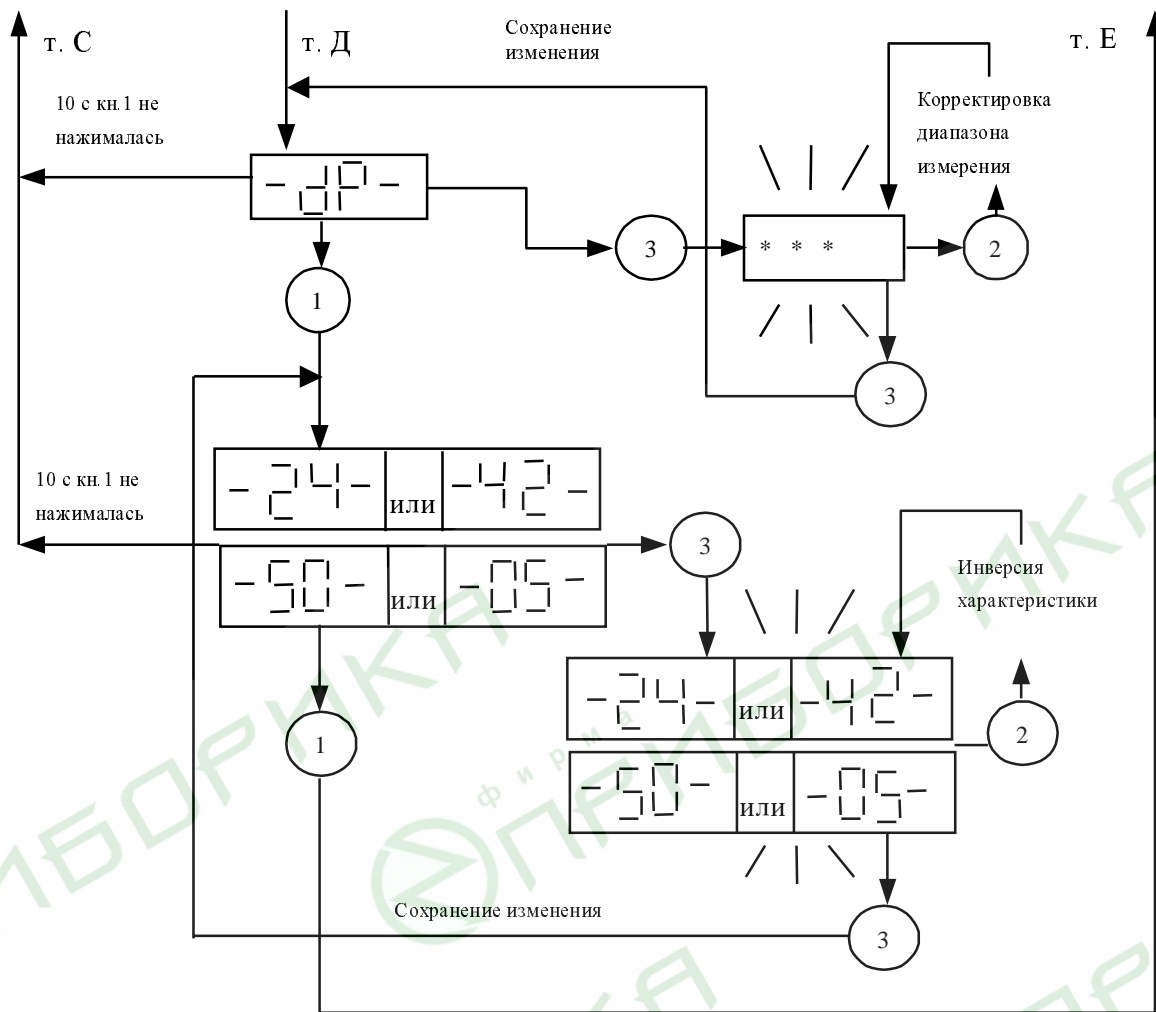 т. С
т. Д
Сохранение
изменения
т. Е
10 с кн.1 не
нажималась
Корректировка
диапазона
измерения
-dP-
3
* * *
2
1
3
10 с кн.1 не
нажималась
-24- или -42-
-50- или -05-
3
Инверсия
характеристики
-24- или -42-
2
1
-50- или -05-
Сохранение изменения
3
фирма
ПРИБОРИКА